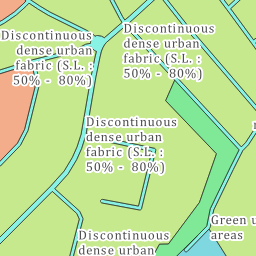 Discontinuous
dense urban
fabric (S.L. :
50% - 80%)
Discontinuous
dense urban
fabric (S.L. :
50% - 80%)
Discontinuous
dense urban
fabric (S.L. :
50% - 80%)
Green u
areas
Discontinuous
dense urban